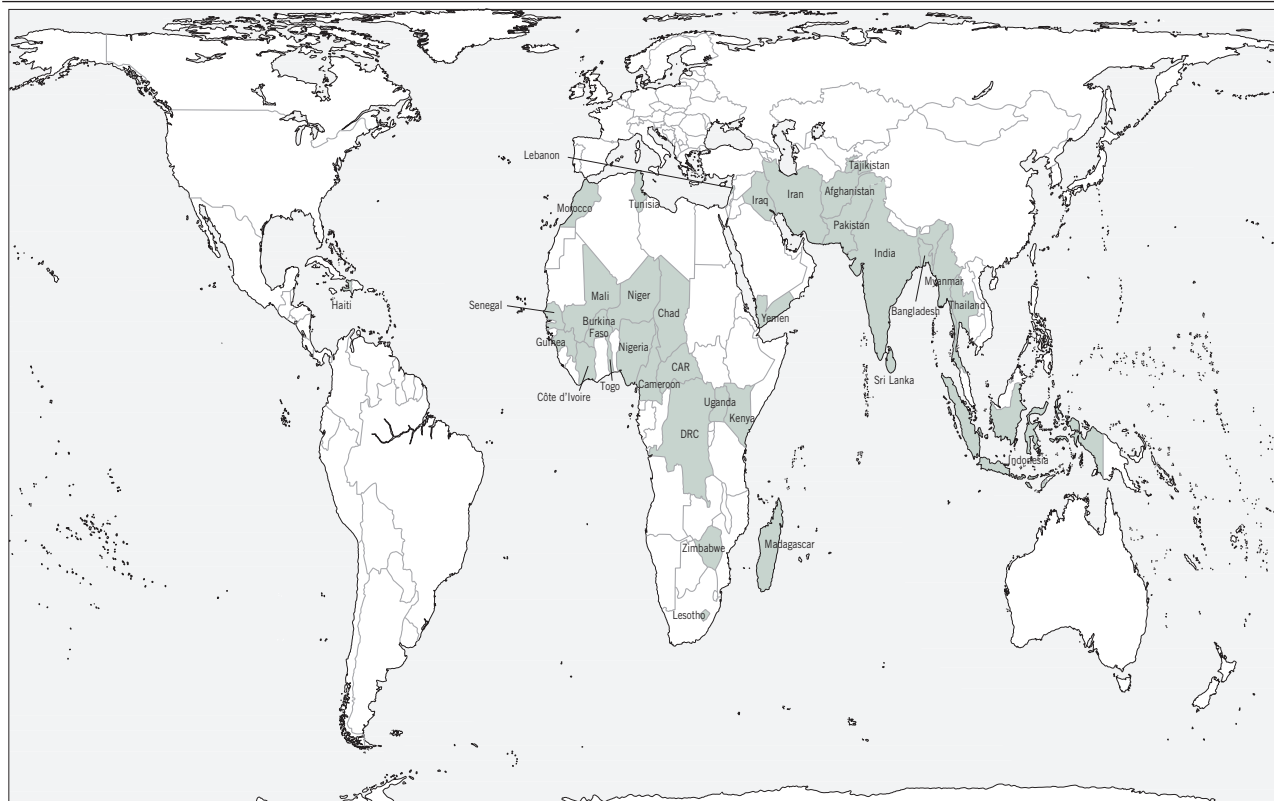 Lebanon
Tajikistan
Iran
Afghanistan
Iraq
Morocco
Tunisia
Pakistan
India
Mali
Niger
Myanmar
Haiti
Senegal
Chad
Thailand
Bangladesh
Yemen
Burkina
Faso
Guinea
Nigeria
CAR
Sri Lanka
Cameroon
Togo
Côte d'Ivoire
Uganda
Kenya
DRC
Indonesia
Zimbabwe
Madagascar
Lesotho